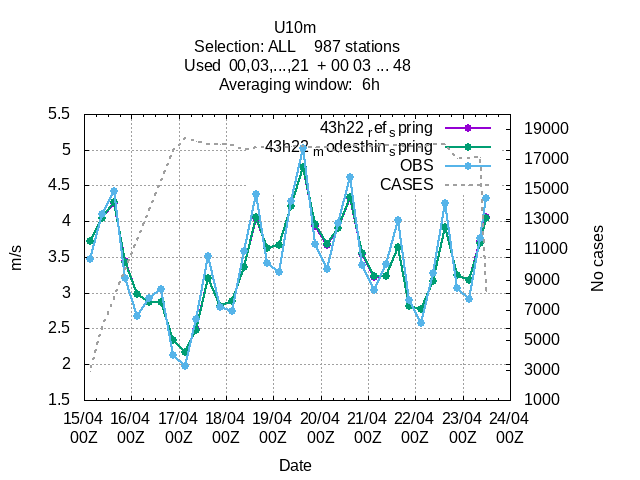 U10m
Selection: ALL    987 stations
Used  00,03,...,21  + 00 03 ... 48
Averaging window:  6h
43h22_ref_spring
43h22_modesthin_spring
OBS
CASES
5.5
5
4.5
4
3.5
3
2.5
2
1.5
m/s
19000
17000
15000
13000
11000
9000
7000
5000
3000
1000
No cases
15/04 16/04 17/04 18/04 19/04 20/04 21/04 22/04 23/04 24/04
00Z 00Z 00Z 00Z 00Z 00Z 00Z 00Z 00Z 00Z
Date